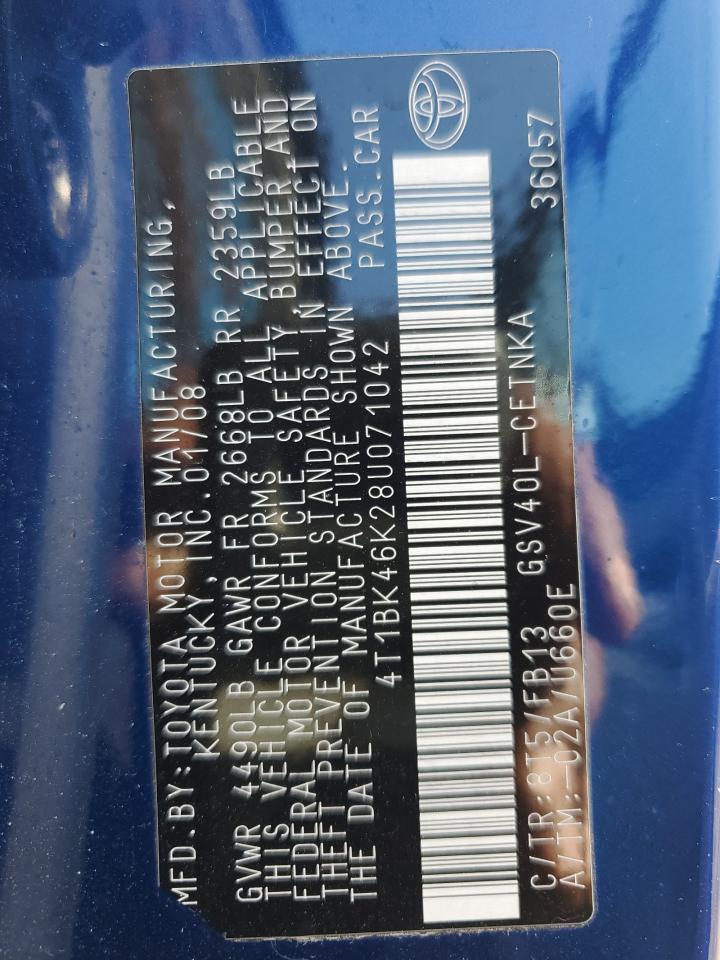 MFD.BY:TOYOTA MOTOR MANUFACTURING,
KENTUCKY, INC.01/08
GVWR 4490LB GAWR FR 2668LB RR 2359LB
THIS VEHICLE CONFORMS TO ALL APPLICABLE
FEDERAL MOTOR VEHICLE SAFETY, BUMPER,AND
THEFT PREVENTION STANDARDS IN EFFECT ON
THE DATE OF MANUFACTURE SHOWN ABOVE.
4T1BK46K28U071042 PASS.CAR
C/TR:8T5/FB13 GSV40L-CETNKA 36057
A/TM:-02A/U660E